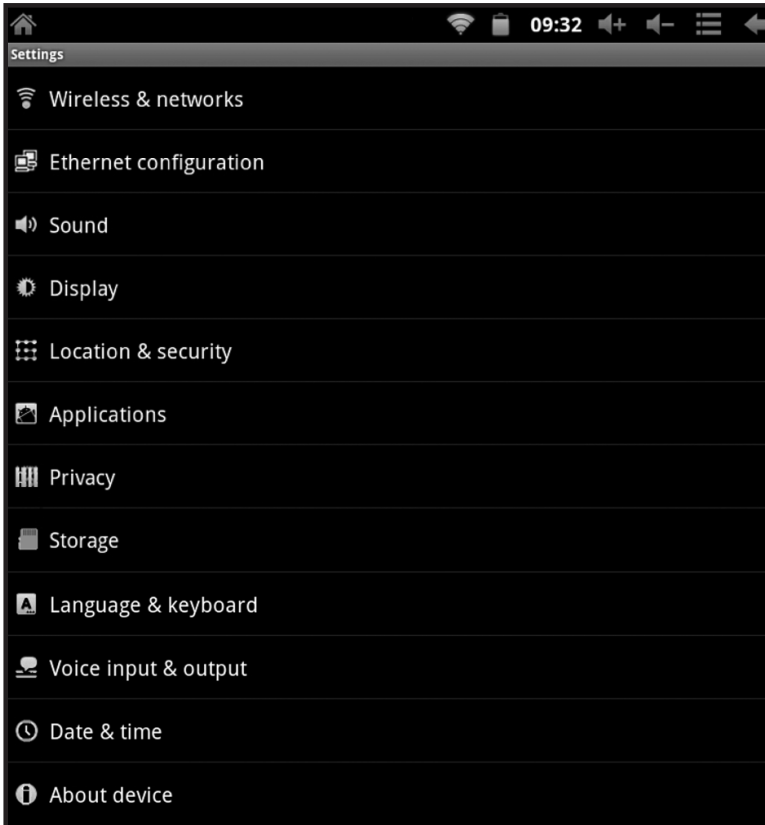 09:32
Settings
Wireless & networks
Ethernet configuration
Sound
Display
Location & security
Applications
Privacy
Storage
Language & keyboard
Voice input & output
Date & time
About device